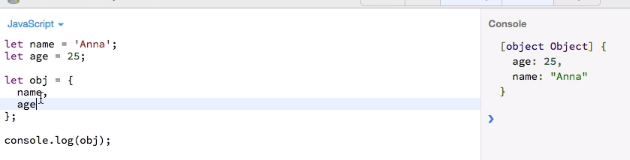 JavaScript
let name = 'Anna';
let age = 25;
let obj = {
name,
age
};
console.log(obj);
Console
[object Object] {
age: 25,
name: "Anna"
}